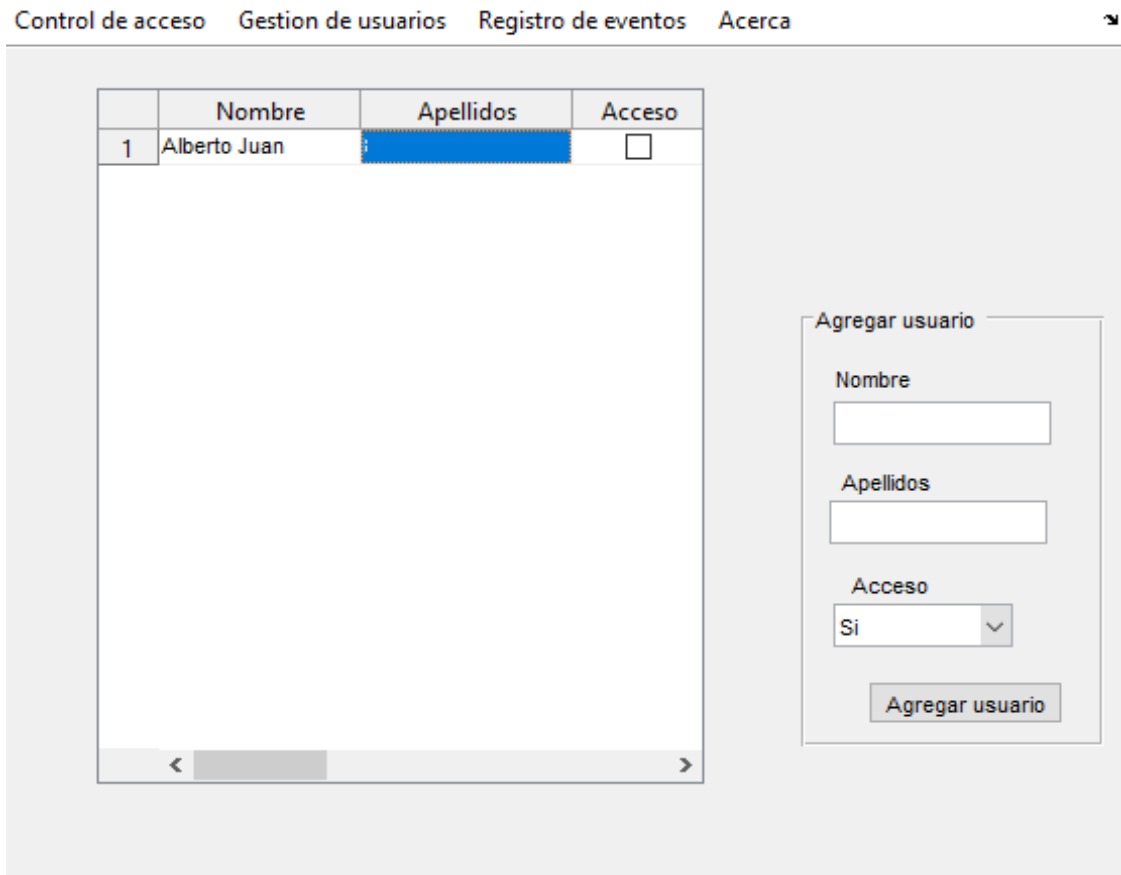 Control de acceso Gestion de usuarios Registro de eventos Acerca
Nombre Apellidos Acceso
1 Alberto Juan
Agregar usuario
Nombre
Apellidos
Acceso
Si
Agregar usuario